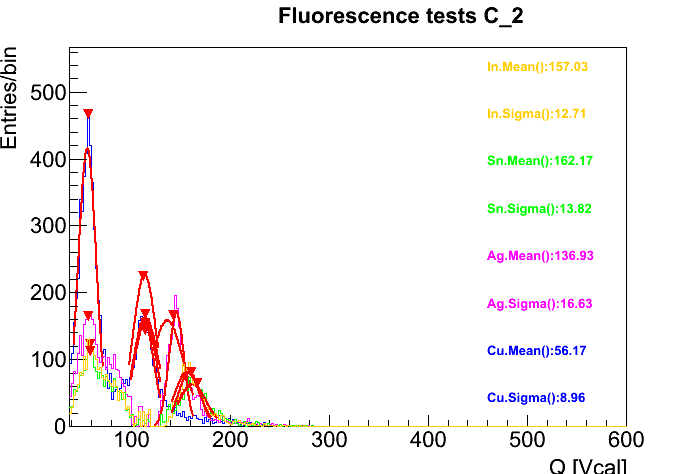 Fluorescence tests C_2
Entries/bin
500
400
300
200
100
0
100
200
300
400
500
600
Q [Vcal]
In.Mean():157.03
In.Sigma():12.71
Sn.Mean():162.17
Sn.Sigma():13.82
Ag.Mean():136.93
Ag.Sigma():16.63
Cu.Mean():56.17
Cu.Sigma():8.96